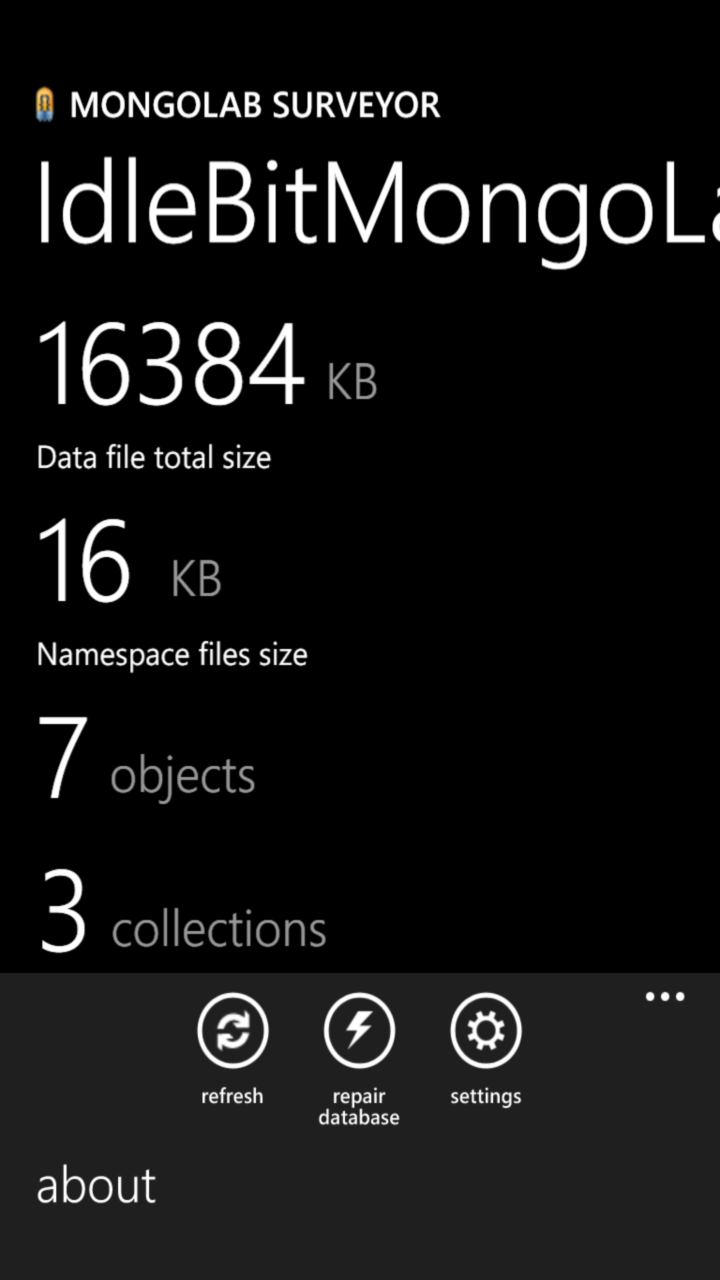 MONGOLAB SURVEYOR
IdleBitMongoLa
16384 KB
Data file total size
16 KB
Namespace files size
7 objects
3 collections
refresh
repair
database
settings
about